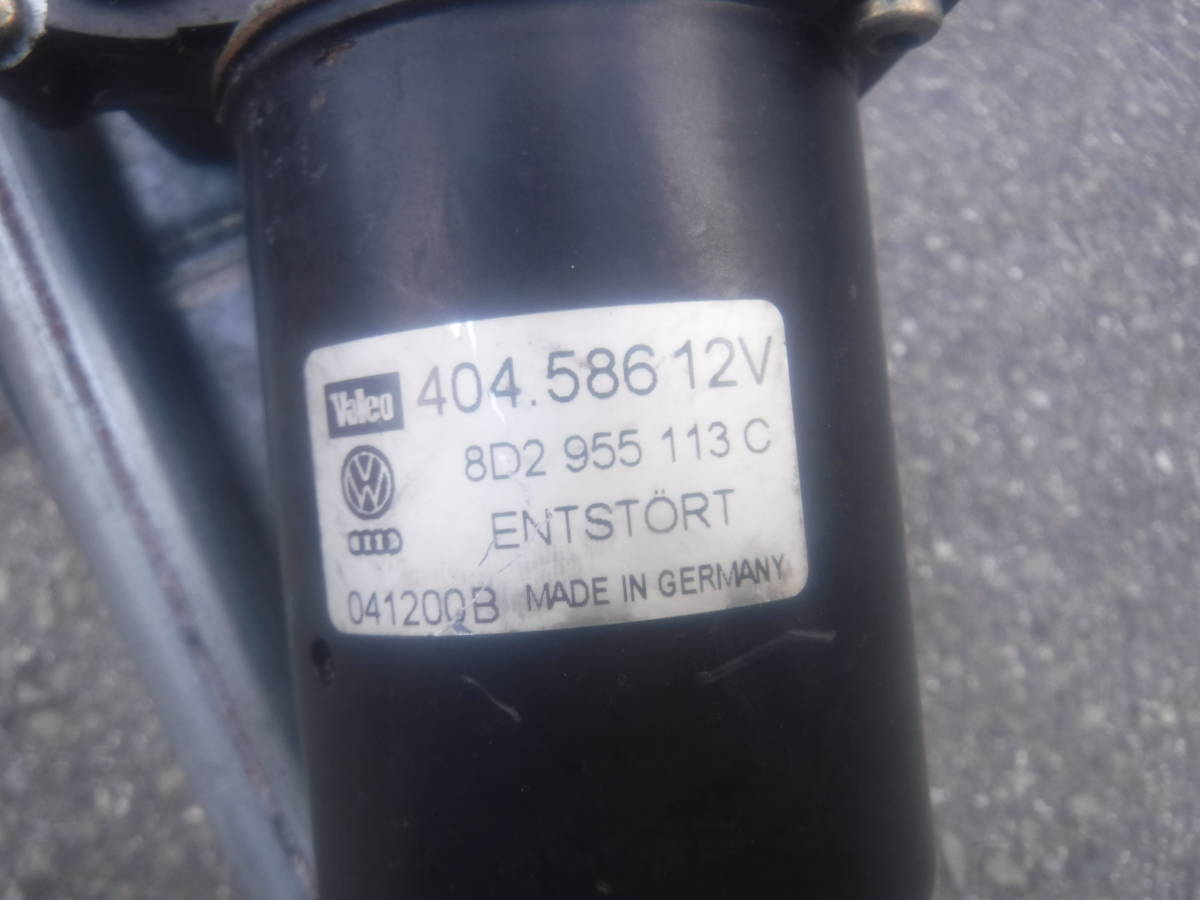 Valeo 404.586 12V
8D2 955 113 C
ENTSTÖRT
041200B MADE IN GERMANY